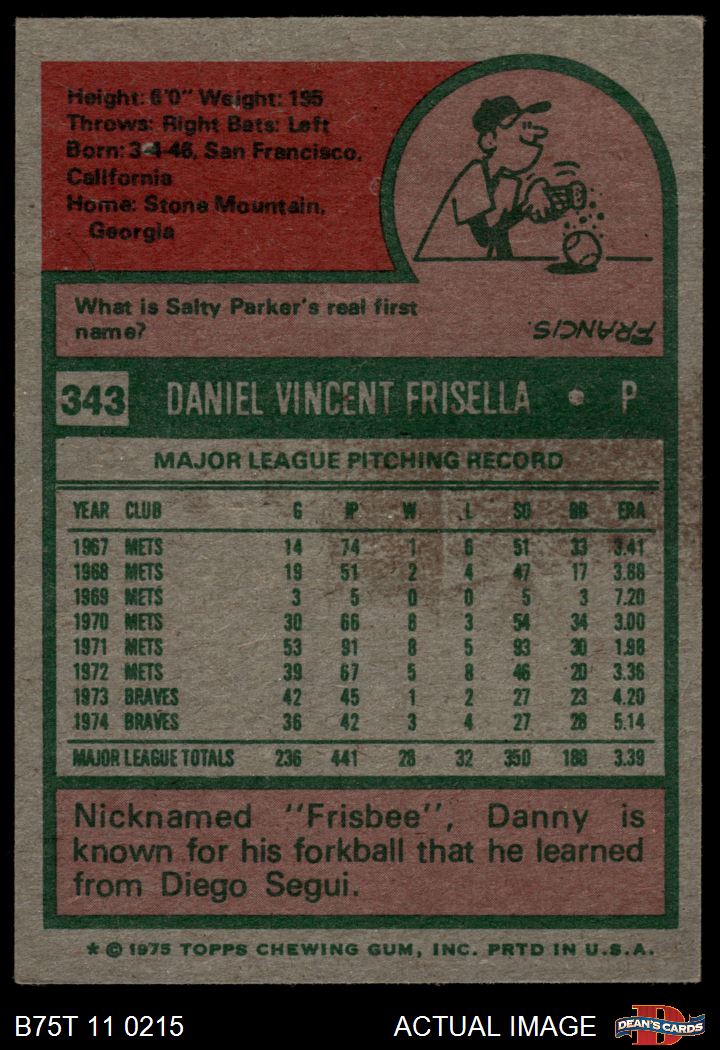 Height: 6'0" Weight: 195
Throws: Right Bats: Left
Born: 3-4-46, San Francisco,
California
Home: Stone Mountain,
Georgia
What is Salty Parker's real first
name?
FRANCIS.
343 DANIEL VINCENT FRISELLA • P
MAJOR LEAGUE PITCHING RECORD
YEAR CLUB G IP W L SO BB ERA
1967 METS 14 74 1 6 51 33 3.41
1968 METS 19 51 2 4 47 17 3.88
1969 METS 3 5 0 0 5 3 7.20
1970 METS 30 66 8 3 54 34 3.00
1971 METS 53 91 8 5 93 30 1.98
1972 METS 39 67 5 8 46 20 3.36
1973 BRAVES 42 45 1 2 27 23 4.20
1974 BRAVES 36 42 3 4 27 28 5.14
MAJOR LEAGUE TOTALS 236 441 28 32 350 188 3.39
Nicknamed "Frisbee", Danny is
known for his forkball that he learned
from Diego Segui.
* © 1975 TOPPS CHEWING GUM, INC. PRTD IN U.S.A.
B75T 11 0215 ACTUAL IMAGE DEAN'S CARDS